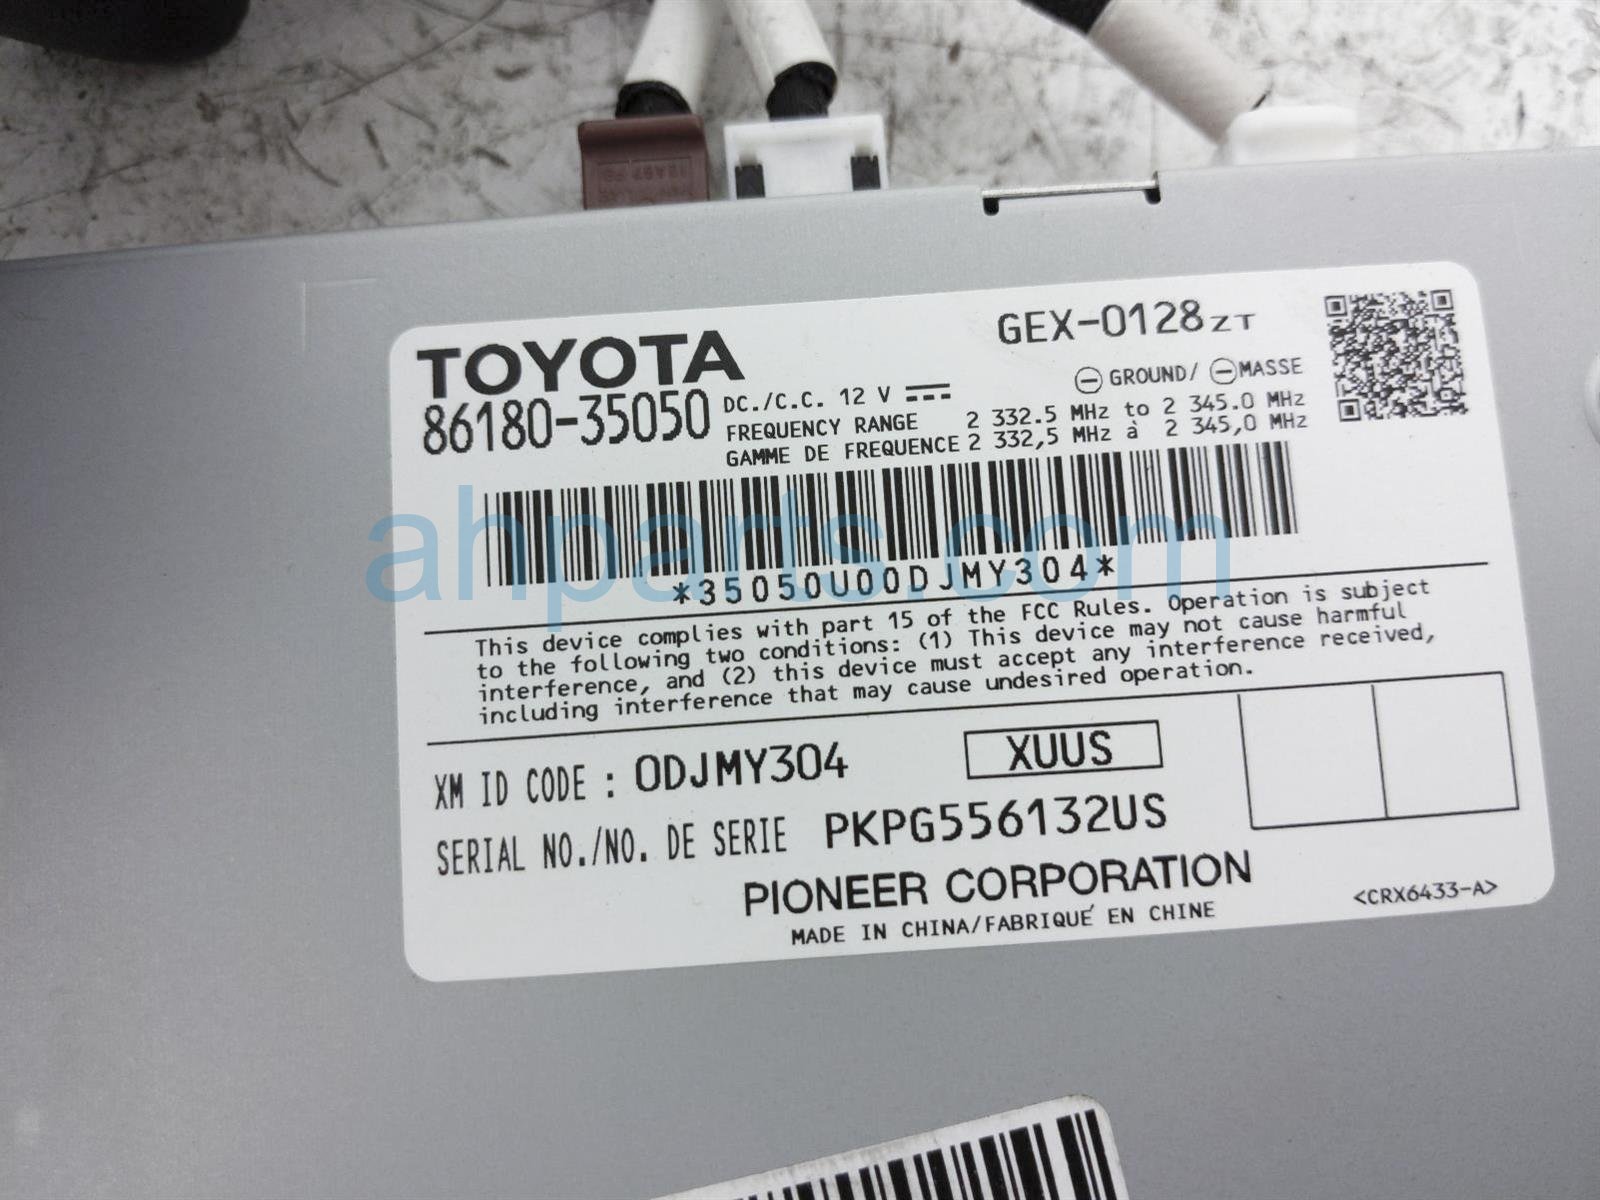 TOYOTA
GEX-0128ZT
86180-35050
DC./C.C. 12 V
⊖ GROUND/ ⊖MASSE
FREQUENCY RANGE 2 332.5 MHz to 2 345.0 MHz
GAMME DE FREQUENCE 2 332,5 MHz à 2 345,0 MHz
ahparts.com
*35050U00DJMY304*
This device complies with part 15 of the FCC Rules. Operation is subject
to the following two conditions: (1) This device may not cause harmful
interference, and (2) this device must accept any interference received,
including interference that may cause undesired operation.
XM ID CODE : 0DJMY304
XUUS
SERIAL NO./NO. DE SERIE PKPG556132US
PIONEER CORPORATION
MADE IN CHINA/FABRIQUÉ EN CHINE
<CRX6433-A>